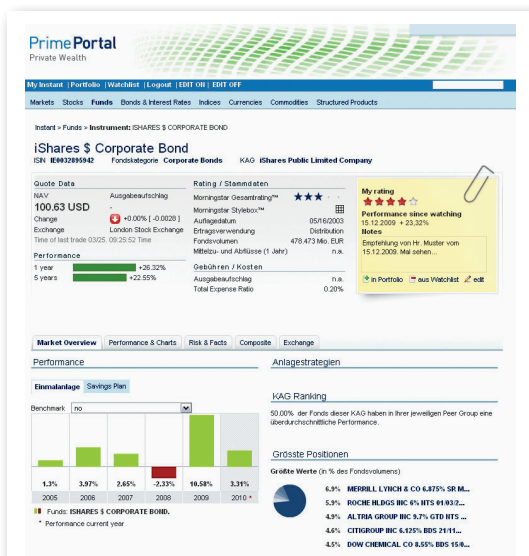 PrimePortal
Private Wealth
My Instant | Portfolio | Watchlist | Logout | EDIT ON | EDIT OFF
Markets Stocks Funds Bonds & Interest Rates Indices Currencies Commodities Structured Products
Instant > Funds > Instrument: ISHARES $ CORPORATE BOND
iShares $ Corporate Bond
ISIN IE0032895942 Fondskategorie Corporate Bonds KAG iShares Public Limited Company
Quote Data
NAV Ausgabeaufschlag
100.63 USD -
Change +0.00% [ -0.0028 ]
Exchange London Stock Exchange
Time of last trade 03/25. 09:25:52 Time
Performance
1 year +26.32%
5 years +22.55%
Rating / Stammdaten
Morningstar Gesamtrating™
Morningstar Stylebox™
Auflagedatum 05/16/2003
Ertragsverwendung Distribution
Fondsvolumen 478.473 Mio. EUR
Mittelzu- und Abflüsse (1 Jahr) n.a.
Gebühren / Kosten
Ausgabeaufschlag n.a.
Total Expense Ratio 0.20%
My rating
Performance since watching
15.12.2009 + 23,32%
Notes
Empfehlung von Hr. Muster vom
15.12.2009. Mal sehen...
in Portfolio aus Watchlist edit
Market Overview Performance & Charts Risk & Facts Composite Exchange
Performance
Einmalanlage Savings Plan
Benchmark no
1.3% 3.97% 2.65% -2.33% 10.58% 3.31%
2005 2006 2007 2008 2009 2010 *
Funds: ISHARES $ CORPORATE BOND.
* Performance current year
Anlagestrategien
KAG Ranking
50.00% der Fonds dieser KAG haben in Ihrer jeweiligen Peer Group eine
überdurchschnittliche Performance.
Grösste Positionen
Größte Werte (in % des Fondsvolumens)
6.9% MERRILL LYNCH & CO 6.875% SR M...
5.9% ROCHE HLDGS INC 6% NTS 01/03/2...
4.9% ALTRIA GROUP INC 9.7% GTD NTS ...
4.6% CITIGROUP INC 6.125% BDS 21/11...
4.5% DOW CHEMICAL CO 8.55% BDS 15/0...